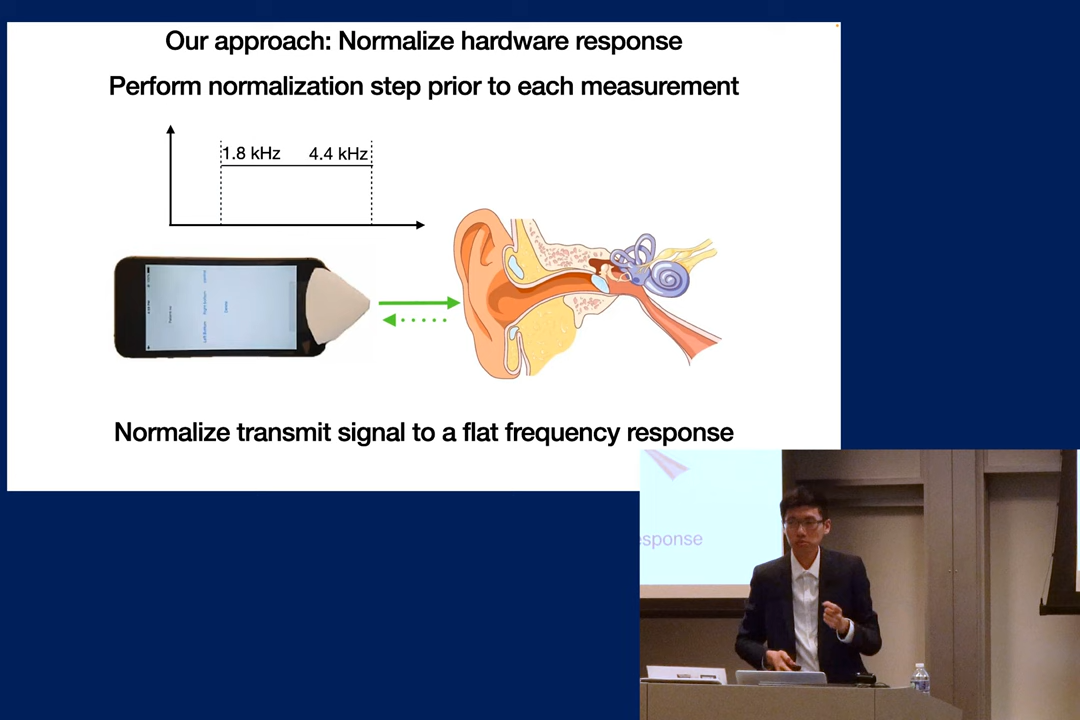 Our approach: Normalize hardware response
Perform normalization step prior to each measurement
1.8 kHz 4.4 kHz
Normalize transmit signal to a flat frequency response
esponse